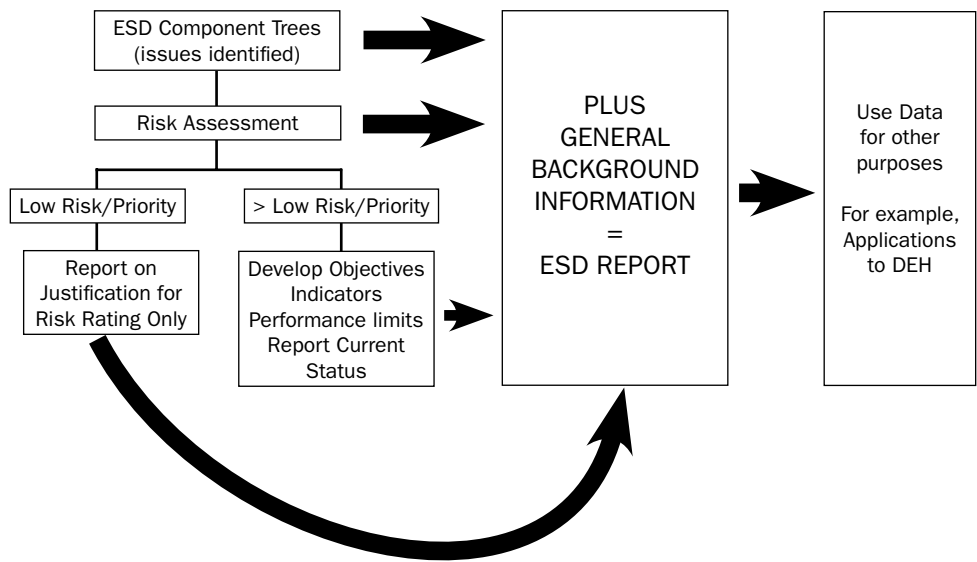 ESD Component Trees
(issues identified)
Risk Assessment
Low Risk/Priority
> Low Risk/Priority
Report on
Justification for
Risk Rating Only
Develop Objectives
Indicators
Performance limits
Report Current
Status
PLUS
GENERAL
BACKGROUND
INFORMATION
=
ESD REPORT
Use Data
for other
purposes
For example,
Applications
to DEH